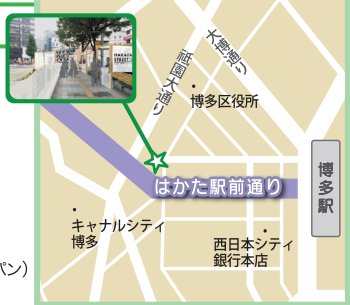 大博通り
祇園大通り
博多区役所
はかた駅前通り
博多駅
キャナルシティ
博多
西日本シティ
銀行本店
パン）